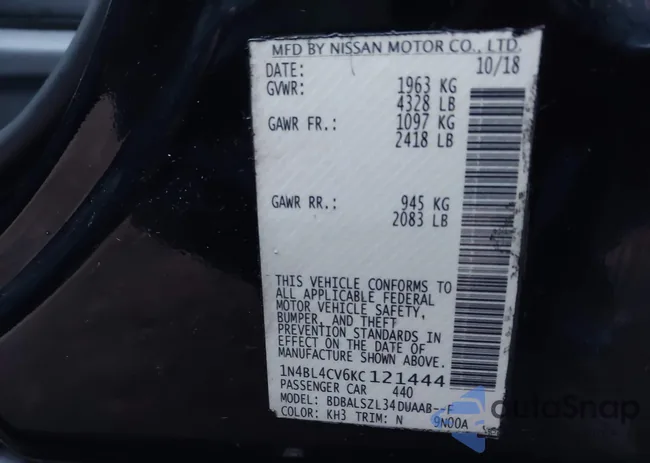 MFD BY NISSAN MOTOR CO., LTD.
DATE: 10/18
GVWR: 1963 KG
4328 LB
GAWR FR.: 1097 KG
2418 LB
GAWR RR.: 945 KG
2083 LB
THIS VEHICLE CONFORMS TO
ALL APPLICABLE FEDERAL
MOTOR VEHICLE SAFETY,
BUMPER, AND THEFT
PREVENTION STANDARDS IN
EFFECT ON THE DATE OF
MANUFACTURE SHOWN ABOVE.
1N4BL4CV6KC121444
PASSENGER CAR 440
MODEL: BDBALSZL34DUAAB--F
COLOR: KH3 TRIM: N 9N00A
autoSnap